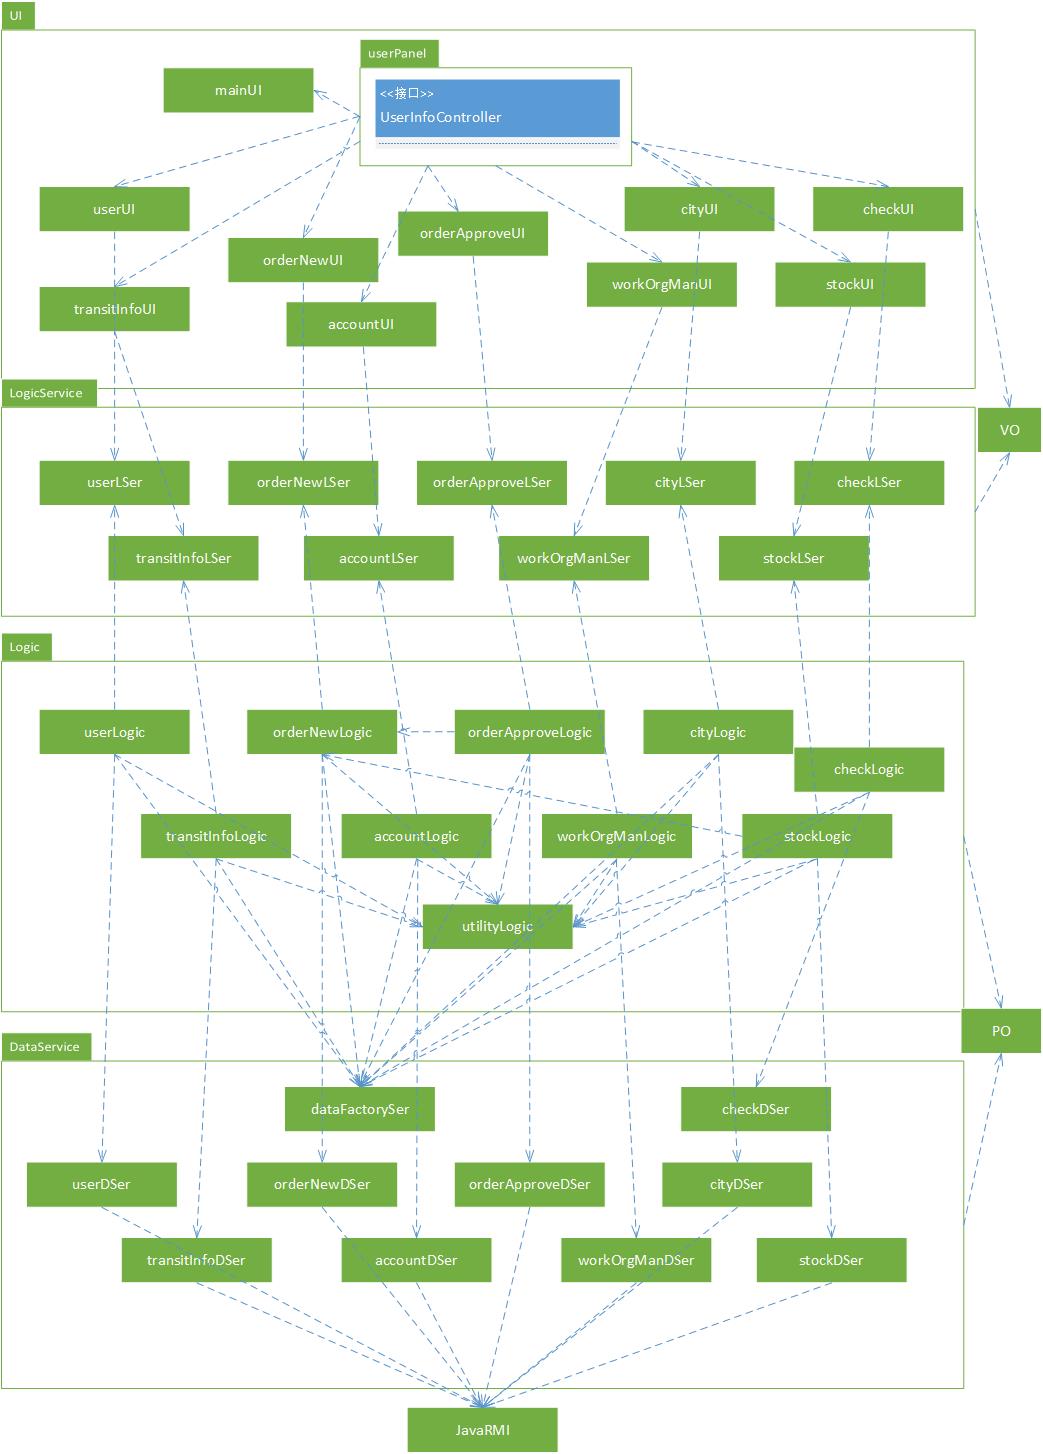 UI
userPanel
mainUI
<<接口>>
UserInfoController
userUI
cityUI
checkUI
orderApproveUI
orderNewUI
workOrgManUI
stockUI
transitInfoUI
accountUI
LogicService
VO
userLSer
orderNewLSer
orderApproveLSer
cityLSer
checkLSer
transitInfoLSer
accountLSer
workOrgManLSer
stockLSer
Logic
userLogic
orderNewLogic
orderApproveLogic
cityLogic
checkLogic
transitInfoLogic
accountLogic
workOrgManLogic
stockLogic
utilityLogic
PO
DataService
dataFactorySer
checkDSer
userDSer
orderNewDSer
orderApproveDSer
cityDSer
transitInfoDSer
accountDSer
workOrgManDSer
stockDSer
JavaRMI